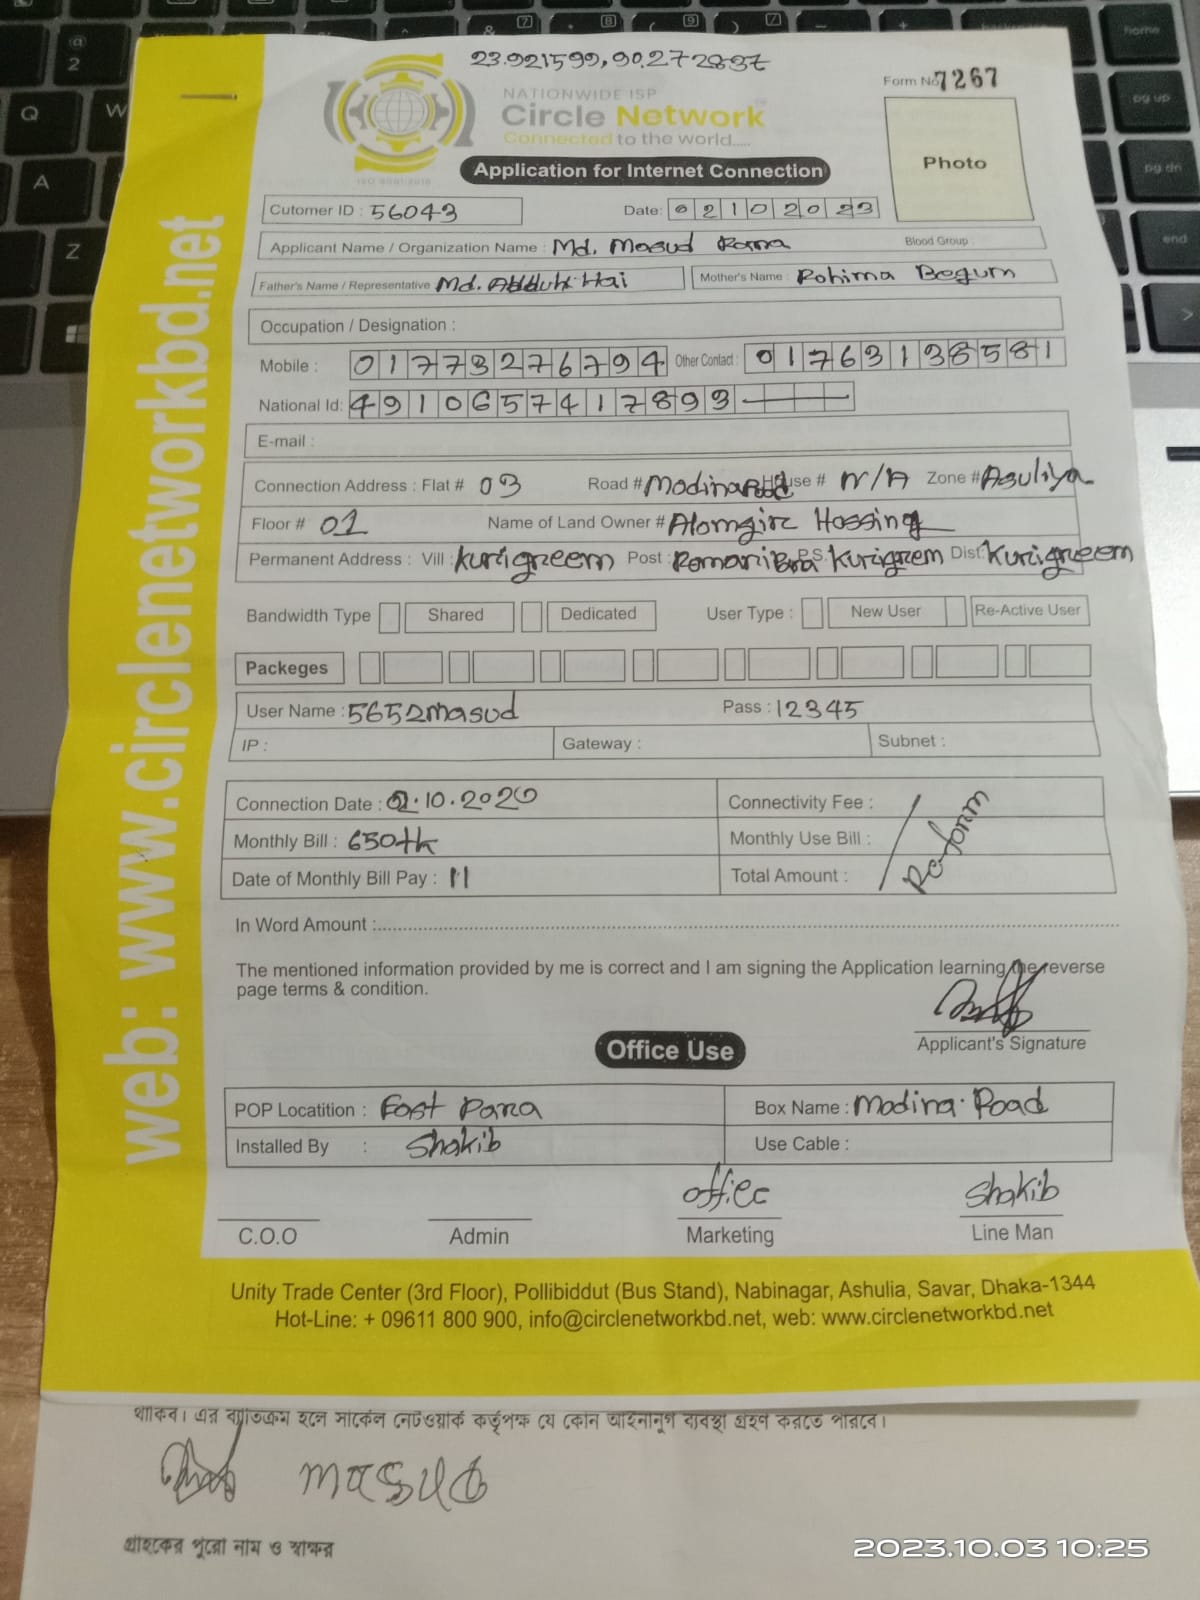 23.921599, 90.272837
NATIONWIDE ISP
Circle Network
Connected to the world.....
ISO 9001:2015
Form No 7267
Photo
Application for Internet Connection
Cutomer ID : 56043 Date: 02102023
Applicant Name / Organization Name : Md. Masud Rana Blood Group :
Father's Name / Representative Md. Abdul Hai Mother's Name : Rohima Begum
Occupation / Designation :
Mobile : 01773276794 Other Contact : 01763138581
National Id: 4910657417893
E-mail :
Connection Address : Flat # 03 Road # Modina Road House # N/A Zone # Asuliya
Floor # 01 Name of Land Owner # Alomgir Hossing
Permanent Address : Vill : Kurigreem Post : P.S. Kurigreem Dist: Kurigreem
Bandwidth Type Shared Dedicated User Type : New User Re-Active User
Packeges
User Name : 5652masud Pass : 12345
IP : Gateway : Subnet :
Connection Date : 02.10.2020 Connectivity Fee :
Monthly Bill : 650tk Monthly Use Bill :
Date of Monthly Bill Pay : 11 Total Amount :
Re-form
In Word Amount :
The mentioned information provided by me is correct and I am signing the Application learning the reverse
page terms & condition.
Applicant's Signature
Office Use
POP Locatition : East Para Box Name : Modina Road
Installed By : Shakib Use Cable :
offiec Shakib
C.O.O Admin Marketing Line Man
Unity Trade Center (3rd Floor), Pollibiddut (Bus Stand), Nabinagar, Ashulia, Savar, Dhaka-1344
Hot-Line: + 09611 800 900, info@circlenetworkbd.net, web: www.circlenetworkbd.net
web: www.circlenetworkbd.net
থাকিব। এর ব্যতিক্রম হলে সার্কেল নেটওয়ার্ক কর্তৃপক্ষ যে কোন আইনানুগ ব্যবস্থা গ্রহণ করতে পারবে।
মাসুদ
গ্রাহকের পুরো নাম ও স্বাক্ষর
2023.10.03 10:25